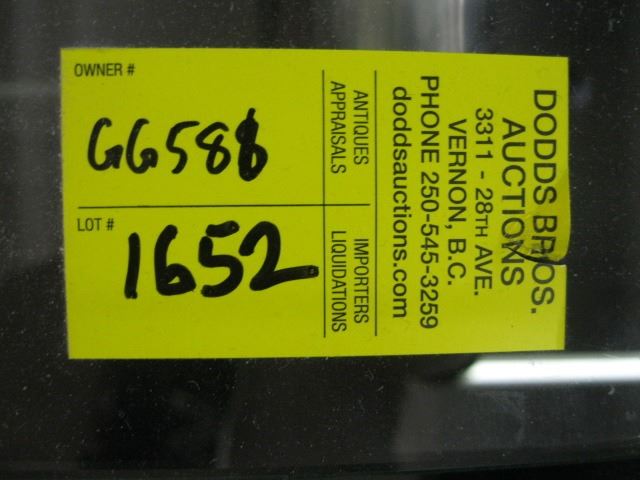 OWNER #
GG586
LOT #
1652
ANTIQUES
APPRAISALS
IMPORTERS
LIQUIDATIONS
DODDS BROS.
AUCTIONS
3311 - 28TH AVE.
VERNON, B.C.
PHONE 250-545-3259
doddsauctions.com